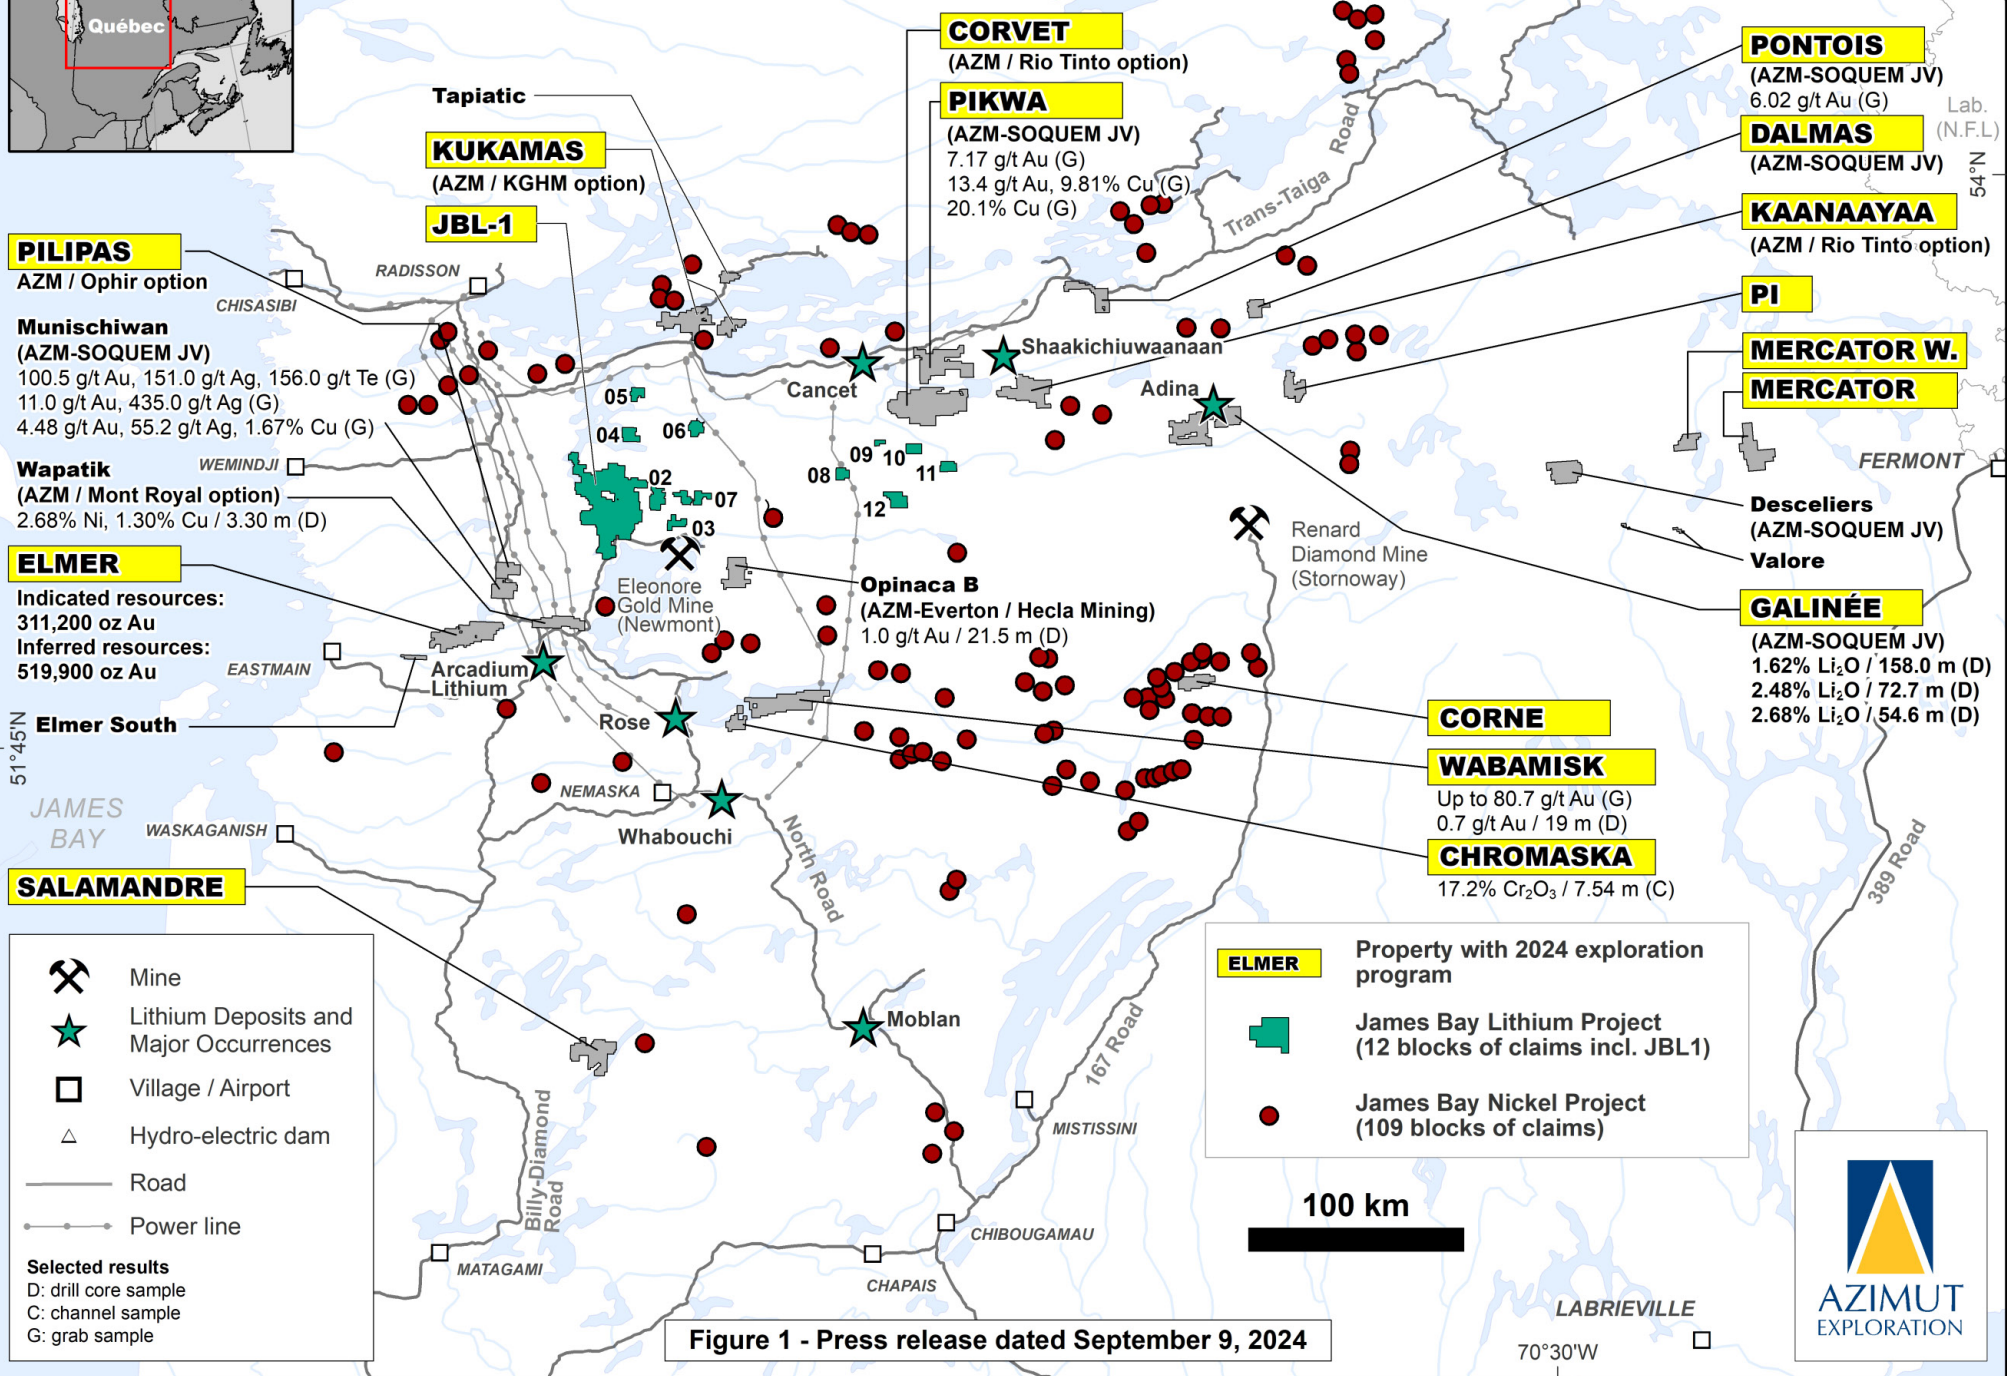 Québec
CORVET
(AZM / Rio Tinto option)
PIKWA
(AZM-SOQUEM JV)
7.17 g/t Au (G)
13.4 g/t Au, 9.81% Cu (G)
20.1% Cu (G)
Tapiatic
KUKAMAS
(AZM / KGHM option)
JBL-1
PONTOIS
(AZM-SOQUEM JV)
6.02 g/t Au (G)
Lab.
(N.F.L)
DALMAS
(AZM-SOQUEM JV)
54°N
KAANAAYAA
(AZM / Rio Tinto option)
PI
MERCATOR W.
MERCATOR
FERMONT
Desceliers
(AZM-SOQUEM JV)
Valore
GALINÉE
(AZM-SOQUEM JV)
1.62% Li₂O / 158.0 m (D)
2.48% Li₂O / 72.7 m (D)
2.68% Li₂O / 54.6 m (D)
Trans-Taiga
Road
PILIPAS
AZM / Ophir option
RADISSON
CHISASIBI
Munischiwan
(AZM-SOQUEM JV)
100.5 g/t Au, 151.0 g/t Ag, 156.0 g/t Te (G)
11.0 g/t Au, 435.0 g/t Ag (G)
4.48 g/t Au, 55.2 g/t Ag, 1.67% Cu (G)
Wapatik
(AZM / Mont Royal option)
2.68% Ni, 1.30% Cu / 3.30 m (D)
WEMINDJI
ELMER
Indicated resources:
311,200 oz Au
Inferred resources:
519,900 oz Au
EASTMAIN
Elmer South
51°45'N
JAMES
BAY
WASKAGANISH
SALAMANDRE
Shaakichiuwaanaan
Cancet
Adina
05
04
06
02
07
03
08
09
10
11
12
Eleonore
Gold Mine
(Newmont)
Opinaca B
(AZM-Everton / Hecla Mining)
1.0 g/t Au / 21.5 m (D)
Renard
Diamond Mine
(Stornoway)
Arcadium
Lithium
Rose
NEMASKA
Whabouchi
North Road
CORNE
WABAMISK
Up to 80.7 g/t Au (G)
0.7 g/t Au / 19 m (D)
CHROMASKA
17.2% Cr₂O₃ / 7.54 m (C)
389 Road
Moblan
167 Road
MISTISSINI
Billy-Diamond
Road
MATAGAMI
CHIBOUGAMAU
CHAPAIS
LABRIEVILLE
70°30'W
Mine
Lithium Deposits and
Major Occurrences
Village / Airport
Hydro-electric dam
Road
Power line
Selected results
D: drill core sample
C: channel sample
G: grab sample
ELMER
Property with 2024 exploration
program
James Bay Lithium Project
(12 blocks of claims incl. JBL1)
James Bay Nickel Project
(109 blocks of claims)
100 km
Figure 1 - Press release dated September 9, 2024
AZIMUT
EXPLORATION